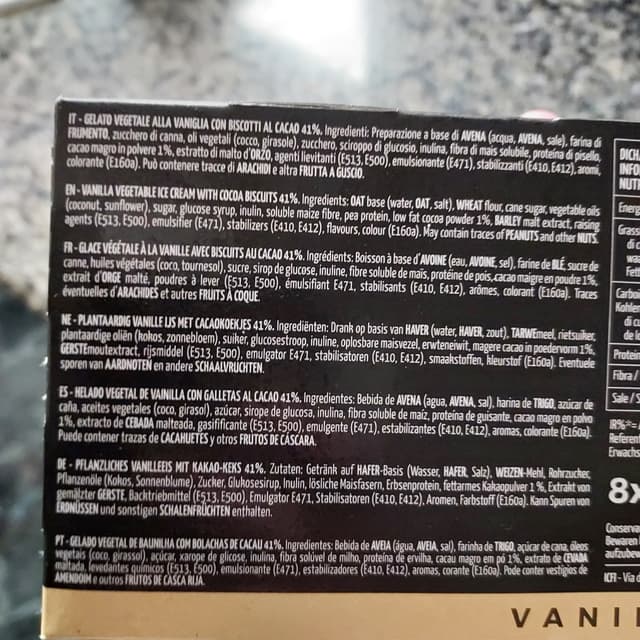 IT - GELATO VEGETALE ALLA VANIGLIA CON BISCOTTI AL CACAO 41%. Ingredienti: Preparazione a base di AVENA (acqua, AVENA, sale), farina di
FRUMENTO, zucchero di canna, oli vegetali (cocco, girasole), zucchero, sciroppo di glucosio, inulina, fibra di mais solubile, proteina di pisello,
cacao magro in polvere 1%, estratto di malto d'ORZO, agenti lievitanti (E513, E500), emulsionante (E471), stabilizzanti (E410, E412), aromi,
colorante (E160a). Può contenere tracce di ARACHIDI e altra FRUTTA A GUSCIO.
EN - VANILLA VEGETABLE ICE CREAM WITH COCOA BISCUITS 41%. Ingredients: OAT base (water, OAT, salt), WHEAT flour, cane sugar, vegetable oils
(coconut, sunflower), sugar, glucose syrup, inulin, soluble maize fibre, pea protein, low fat cocoa powder 1%, BARLEY malt extract, raising
agents (E513, E500), emulsifier (E471), stabilizers (E410, E412), flavours, colour (E160a). May contain traces of PEANUTS and other NUTS.
FR - GLACE VÉGÉTALE À LA VANILLE AVEC BISCUITS AU CACAO 41%. Ingrédients: Boisson à base d'AVOINE (eau, AVOINE, sel), farine de BLÉ, sucre de
canne, huiles végétales (coco, tournesol), sucre, sirop de glucose, inuline, fibre soluble de maïs, protéine de pois, cacao maigre en poudre 1%,
extrait d'ORGE malté, poudres à lever (E513, E500), émulsifiant E471, stabilisants (E410, E412), arômes, colorant (E160a). Traces
éventuelles d'ARACHIDES et autres FRUITS À COQUE.
NE - PLANTAARDIG VANILLE IJS MET CACAOKOEKJES 41%. Ingrediënten: Drank op basis van HAVER (water, HAVER, zout), TARWEmeel, rietsuiker,
plantaardige oliën (kokos, zonnebloem), suiker, glucosestroop, inuline, oplosbare maisvezel, erwteneiwit, magere cacao in poedervorm 1%,
GERSTEmoutextract, rijsmiddel (E513, E500), emulgator E471, stabilisatoren (E410, E412), smaakstoffen, kleurstof (E160a). Eventuele
sporen van AARDNOTEN en andere SCHAALVRUCHTEN.
ES - HELADO VEGETAL DE VAINILLA CON GALLETAS AL CACAO 41%. Ingredientes: Bebida de AVENA (agua, AVENA, sal), harina de TRIGO, azúcar de
caña, aceites vegetales (coco, girasol), azúcar, sirope de glucosa, inulina, fibra soluble de maíz, proteína de guisante, cacao magro en polvo
1%, extracto de CEBADA malteada, gasificante (E513, E500), emulgente (E471), estabilizantes (E410, E412), aromas, colorante (E160a).
Puede contener trazas de CACAHUETES y otros FRUTOS DE CÁSCARA.
DE - PFLANZLICHES VANILLEEIS MIT KAKAO-KEKS 41%. Zutaten: Getränk auf HAFER-Basis (Wasser, HAFER, Salz), WEIZEN-Mehl, Rohrzucker,
Pflanzenöle (Kokos, Sonnenblume), Zucker, Glukosesirup, Inulin, lösliche Maisfasern, Erbsenprotein, fettarmes Kakaopulver 1%, Extrakt von
gemälzter GERSTE, Backtriebmittel (E513, E500), Emulgator E471, Stabilisatoren (E410, E412), Aromen, Farbstoff (E160a). Kann Spuren von
ERDNÜSSEN und sonstigen SCHALENFRÜCHTEN enthalten.
PT - GELADO VEGETAL DE BAUNILHA COM BOLACHAS DE CACAU 41%. Ingredientes: Bebida de AVEIA (água, AVEIA, sal), farinha de TRIGO, açúcar de cana, óleos
vegetais (coco, girassol), açúcar, xarope de glicose, inulina, fibra solúvel de milho, proteína de ervilha, cacau magro em pó 1%, extrato de CEVADA
maltada, levedantes químicos (E513, E500), emulsionante (E471), estabilizadores (E410, E412), aromas, corante (E160a). Pode conter vestígios de
AMENDOIM e outros FRUTOS DE CASCA RIJA.
INFO
NUT
Energ
Grass
di
Fet
Carbo
Kohlen
di c
de lo
Protei
Fibra /
Sale / S
Referen
Erwachs
8x
Conserva
Bewaren
aufzubew
ICFI - Via d
VANI